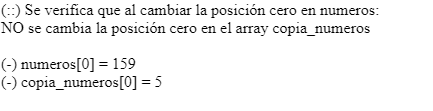 (::) Se verifica que al cambiar la posición cero en numeros:
NO se cambia la posición cero en el array copia_numeros
(-) numeros[0] = 159
(-) copia_numeros[0] = 5